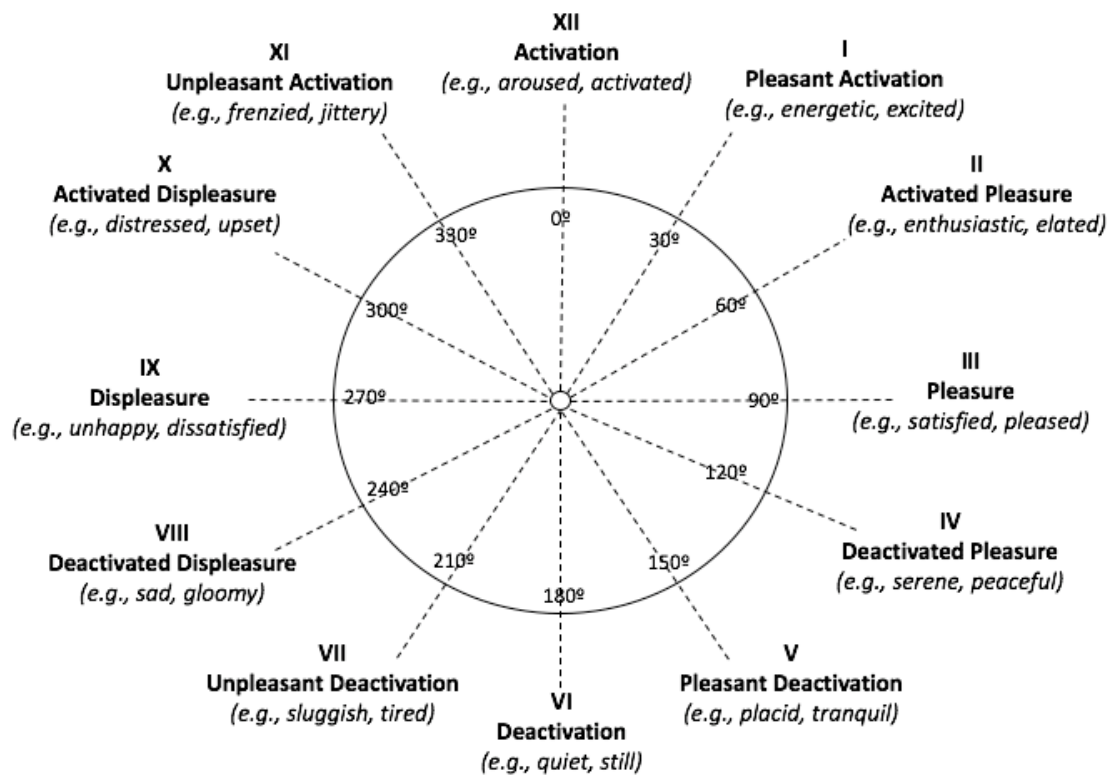 XII
Activation
(e.g., aroused, activated)
I
Pleasant Activation
(e.g., energetic, excited)
II
Activated Pleasure
(e.g., enthusiastic, elated)
III
Pleasure
(e.g., satisfied, pleased)
IV
Deactivated Pleasure
(e.g., serene, peaceful)
V
Pleasant Deactivation
(e.g., placid, tranquil)
VI
Deactivation
(e.g., quiet, still)
VII
Unpleasant Deactivation
(e.g., sluggish, tired)
VIII
Deactivated Displeasure
(e.g., sad, gloomy)
IX
Displeasure
(e.g., unhappy, dissatisfied)
X
Activated Displeasure
(e.g., distressed, upset)
XI
Unpleasant Activation
(e.g., frenzied, jittery)
0º
30º
60º
90º
120º
150º
180º
210º
240º
270º
300º
330º